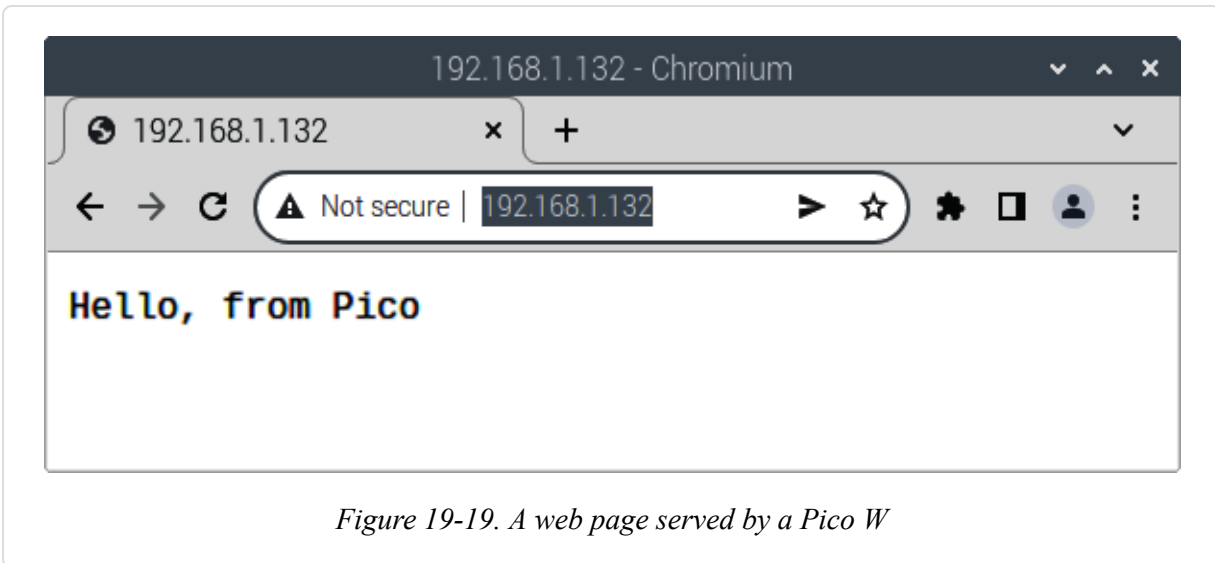 192.168.1.132 - Chromium
192.168.1.132
Not secure | 192.168.1.132
Hello, from Pico
Figure 19-19. A web page served by a Pico W